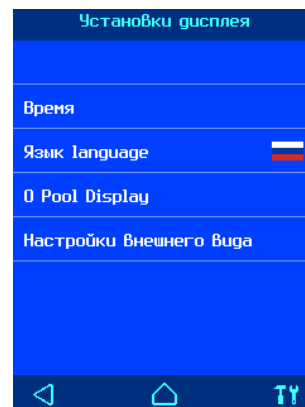 Установки дисплея
Время
Язык language
О Pool Display
Настройки внешнего вида